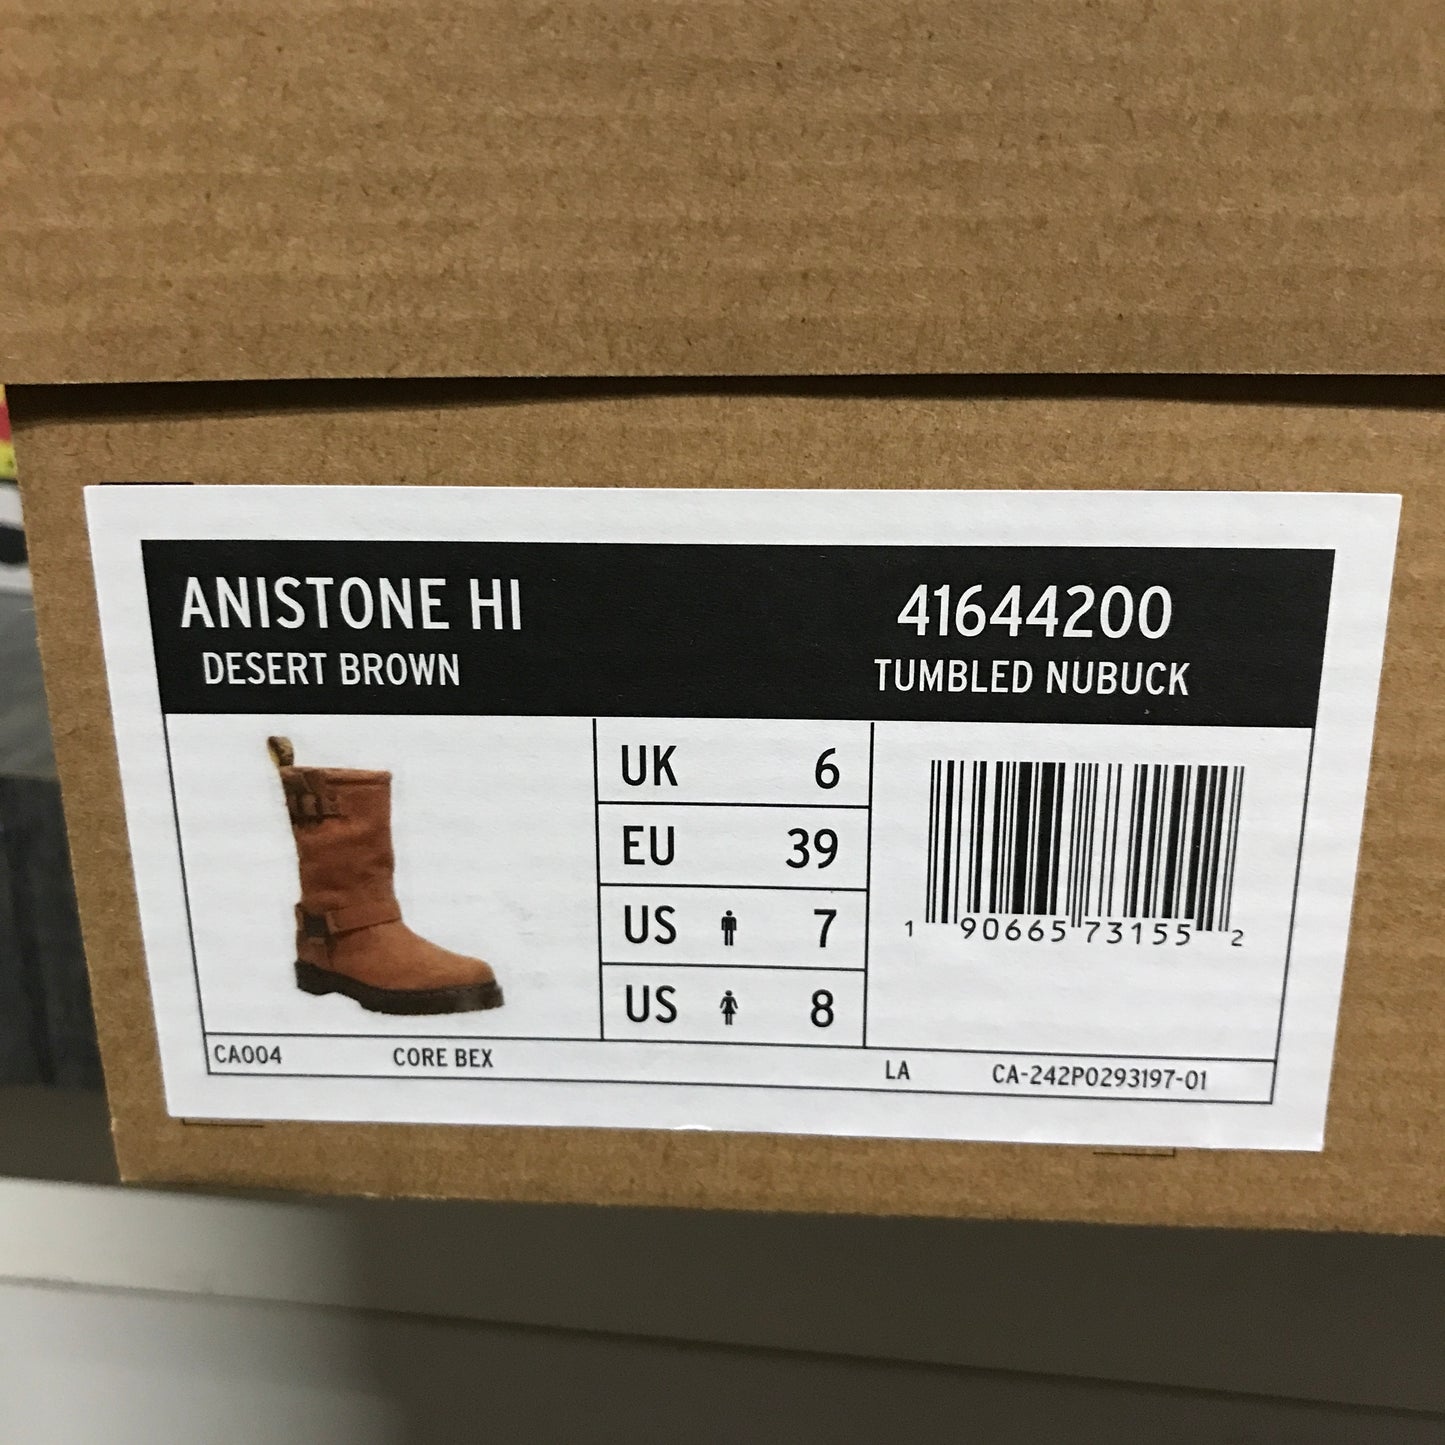 ANISTONE HI 41644200
DESERT BROWN TUMBLED NUBUCK
UK 6
EU 39
US 7
US 8
1 90665 73155 2
CA004 CORE BEX LA CA-242P0293197-01